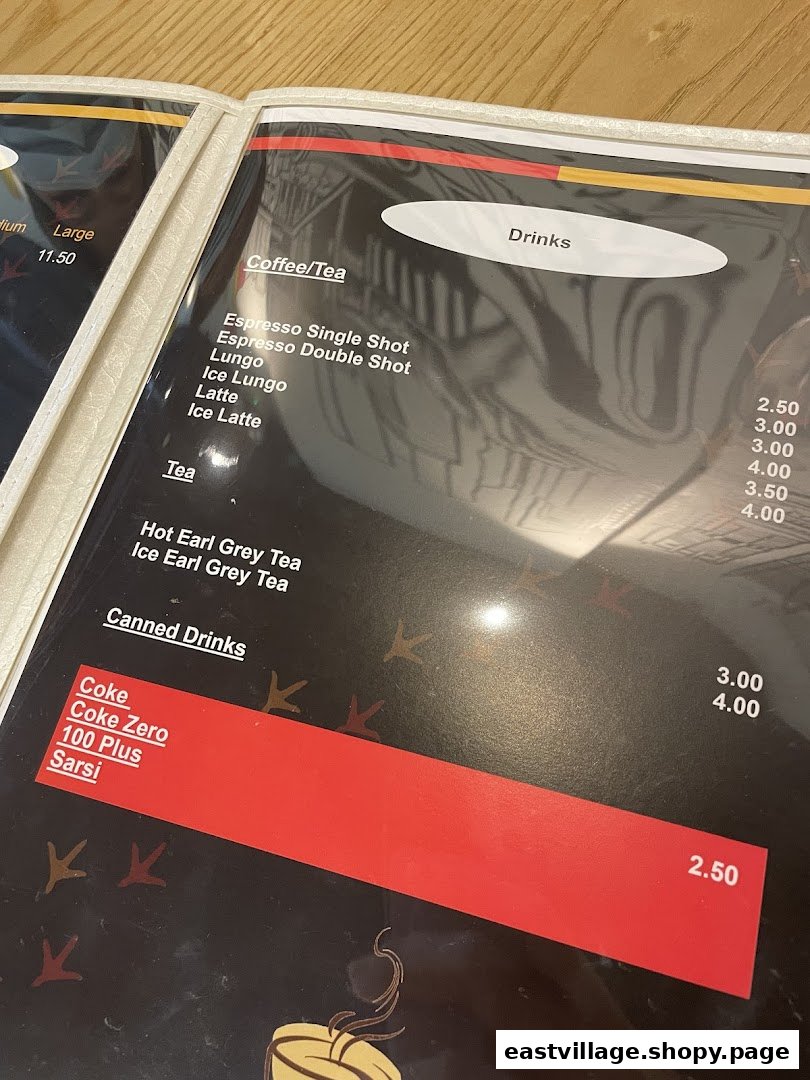 dium Large
11.50
Drinks
Coffee/Tea
Espresso Single Shot 2.50
Espresso Double Shot 3.00
Lungo 3.00
Ice Lungo 4.00
Latte 3.50
Ice Latte 4.00
Tea
Hot Earl Grey Tea 3.00
Ice Earl Grey Tea 4.00
Canned Drinks
Coke
Coke Zero
100 Plus
Sarsi
2.50
eastvillage.shopy.page